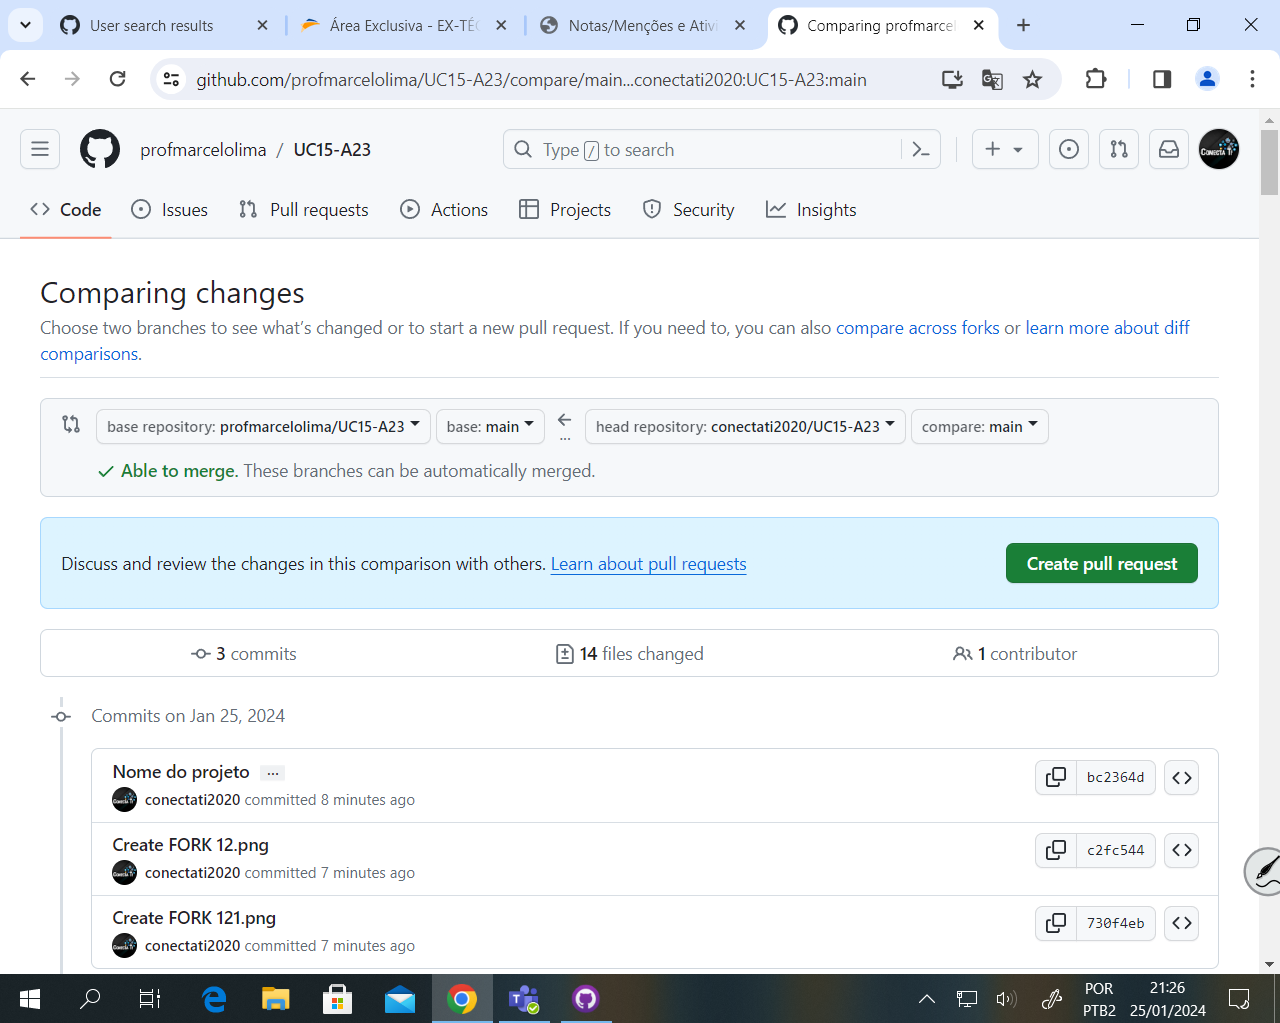 User search results
Área Exclusiva - EX-TÉC
Notas/Menções e Ativi
Comparing profmarcel
github.com/profmarcelolima/UC15-A23/compare/main...conectati2020:UC15-A23:main
profmarcelolima / UC15-A23
Type / to search
Code
Issues
Pull requests
Actions
Projects
Security
Insights
Comparing changes
Choose two branches to see what's changed or to start a new pull request. If you need to, you can also compare across forks or learn more about diff
comparisons.
base repository: profmarcelolima/UC15-A23
base: main
...
head repository: conectati2020/UC15-A23
compare: main
Able to merge. These branches can be automatically merged.
Discuss and review the changes in this comparison with others. Learn about pull requests
Create pull request
3 commits
14 files changed
1 contributor
Commits on Jan 25, 2024
Nome do projeto ...
bc2364d
conectati2020 committed 8 minutes ago
Create FORK 12.png
c2fc544
conectati2020 committed 7 minutes ago
Create FORK 121.png
730f4eb
conectati2020 committed 7 minutes ago
POR
PTB2
21:26
25/01/2024